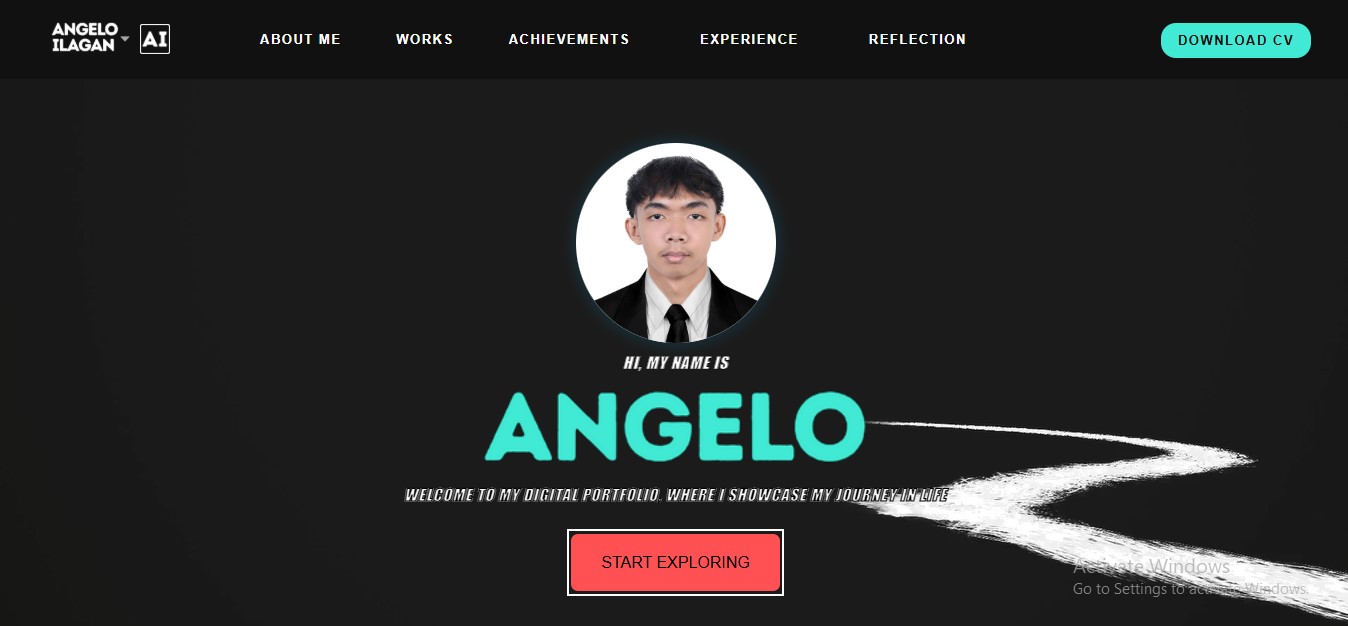 ANGELO
ILAGAN
AI
ABOUT ME
WORKS
ACHIEVEMENTS
EXPERIENCE
REFLECTION
DOWNLOAD CV
HI, MY NAME IS
ANGELO
WELCOME TO MY DIGITAL PORTFOLIO. WHERE I SHOWCASE MY JOURNEY IN LIFE
START EXPLORING
Activate Windows
Go to Settings to activate Windows.